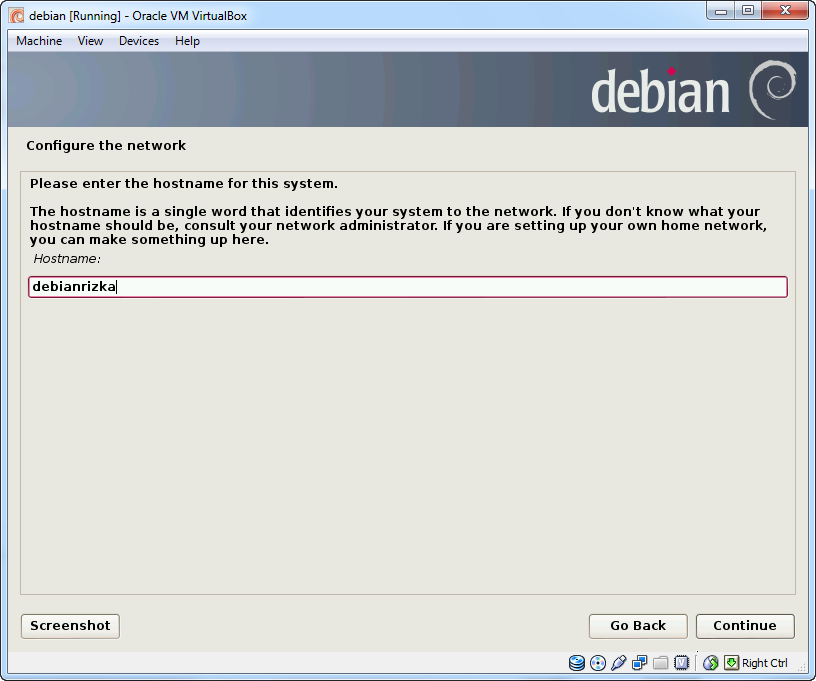 debian [Running] - Oracle VM VirtualBox
Machine View Devices Help
debian
Configure the network
Please enter the hostname for this system.
The hostname is a single word that identifies your system to the network. If you don't know what your
hostname should be, consult your network administrator. If you are setting up your own home network,
you can make something up here.
Hostname:
debianrizka
Screenshot Go Back Continue
Right Ctrl